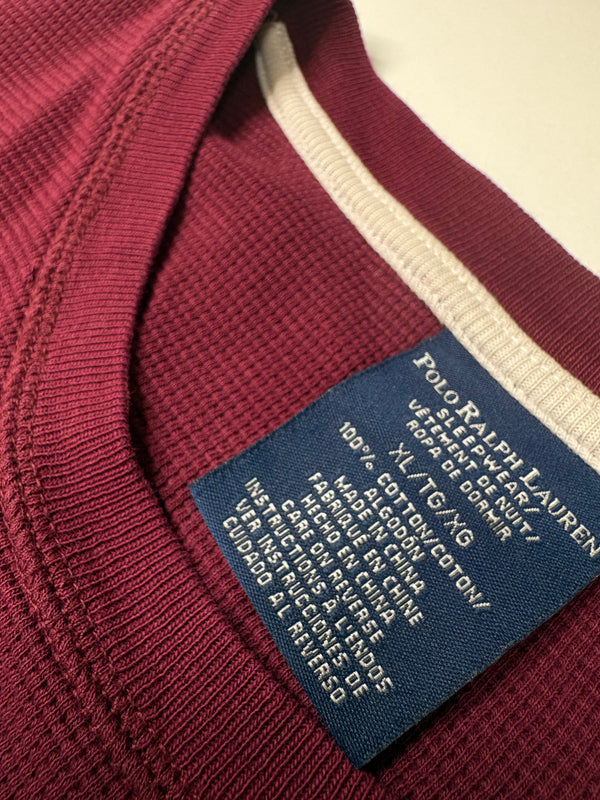 POLO RALPH LAUREN
SLEEPWEAR/
VÊTEMENT DE NUIT/
ROPA DE DORMIR
XL/TG/XG
100% COTTON/COTON/
ALGODÓN
MADE IN CHINA
FABRIQUÉ EN CHINE
HECHO EN CHINA
CARE ON REVERSE
INSTRUCTIONS À L'ENDOS
VER INSTRUCCIONES DE
CUIDADO AL REVERSO